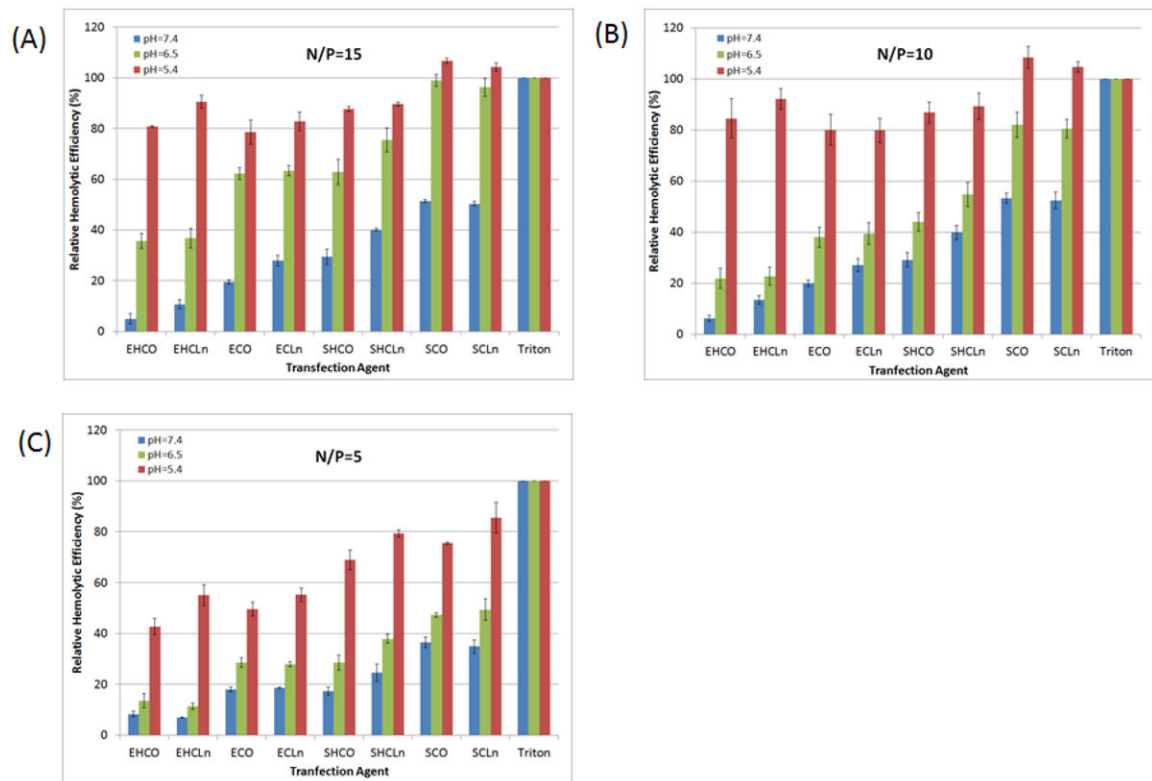 (A)
120
100
80
60
40
20
0
Relative Hemolytic Efficiency (%)
pH=7.4
pH=6.5
pH=5.4
N/P=15
EHCO EHCLn ECO ECLn SHCO SHCLn SCO SCLn Triton
Transfection Agent
(B)
120
100
80
60
40
20
0
Relative Hemolytic Efficiency (%)
pH=7.4
pH=6.5
pH=5.4
N/P=10
EHCO EHCLn ECO ECLn SHCO SHCLn SCO SCLn Triton
Tranfection Agent
(C)
120
100
80
60
40
20
0
Relative Hemolytic Efficiency (%)
pH=7.4
pH=6.5
pH=5.4
N/P=5
EHCO EHCLn ECO ECLn SHCO SHCLn SCO SCLn Triton
Tranfection Agent